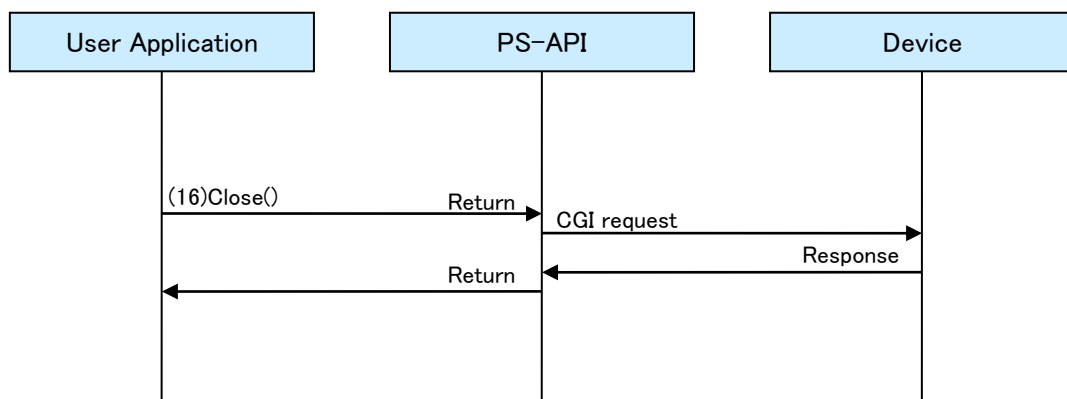 User Application
PS-API
Device
(16)Close()
Return
CGI request
Response
Return